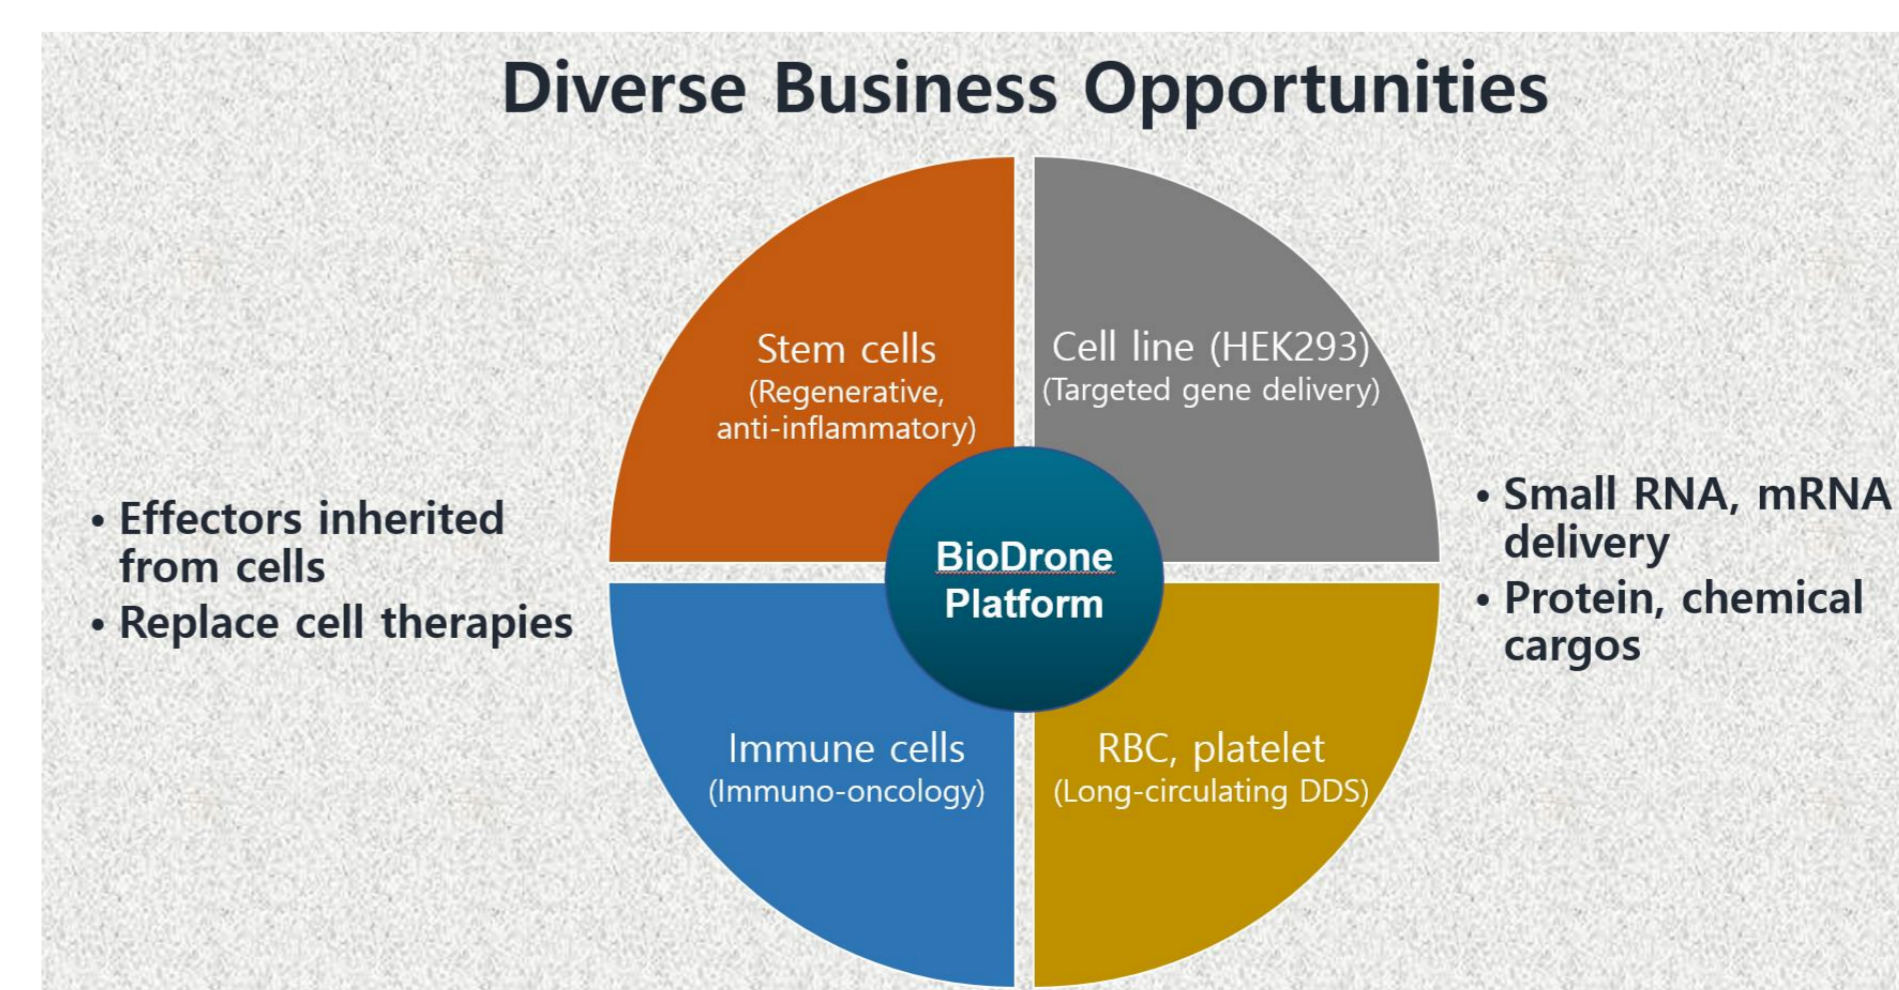 Diverse Business Opportunities
Stem cells
(Regenerative,
anti-inflammatory)
Cell line (HEK293)
(Targeted gene delivery)
• Effectors inherited
from cells
• Replace cell therapies
BioDrone
Platform
• Small RNA, mRNA
delivery
• Protein, chemical
cargos
Immune cells
(Immuno-oncology)
RBC, platelet
(Long-circulating DDS)